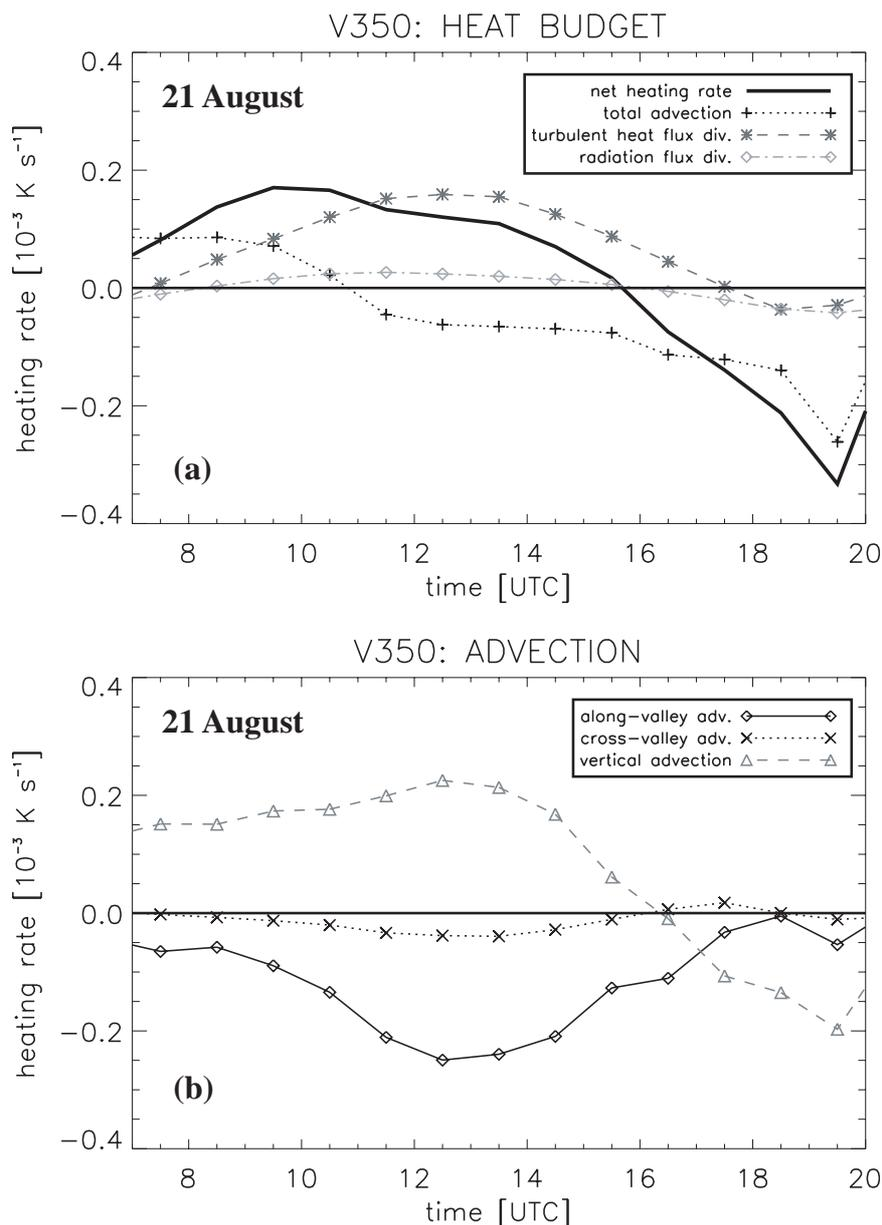 V350: HEAT BUDGET
21 August
net heating rate
total advection
turbulent heat flux div.
radiation flux div.
heating rate [10⁻³ K s⁻¹]
0.4
0.2
0.0
−0.2
−0.4
(a)
8 10 12 14 16 18 20
time [UTC]
V350: ADVECTION
21 August
along−valley adv.
cross−valley adv.
vertical advection
heating rate [10⁻³ K s⁻¹]
0.4
0.2
0.0
−0.2
−0.4
(b)
8 10 12 14 16 18 20
time [UTC]